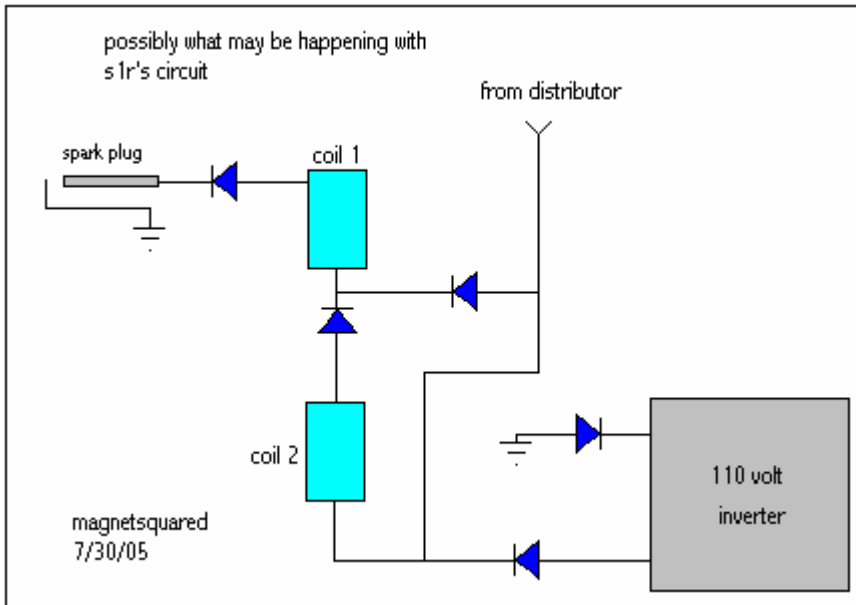 possibly what may be happening with
s1r's circuit
from distributor
spark plug
coil 1
coil 2
110 volt
inverter
magnetsquared
7/30/05